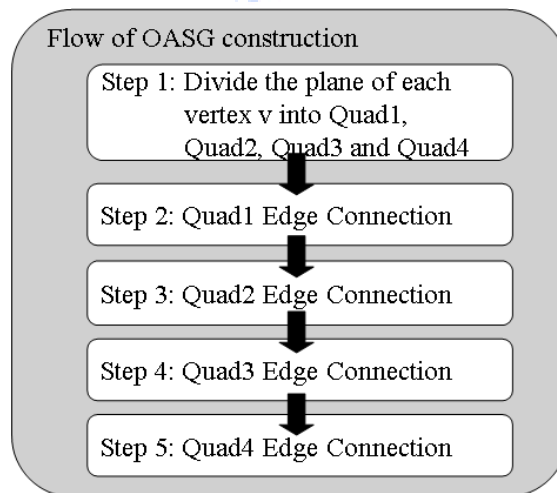 Flow of OASG construction
Step 1: Divide the plane of each
vertex v into Quad1,
Quad2, Quad3 and Quad4
Step 2: Quad1 Edge Connection
Step 3: Quad2 Edge Connection
Step 4: Quad3 Edge Connection
Step 5: Quad4 Edge Connection